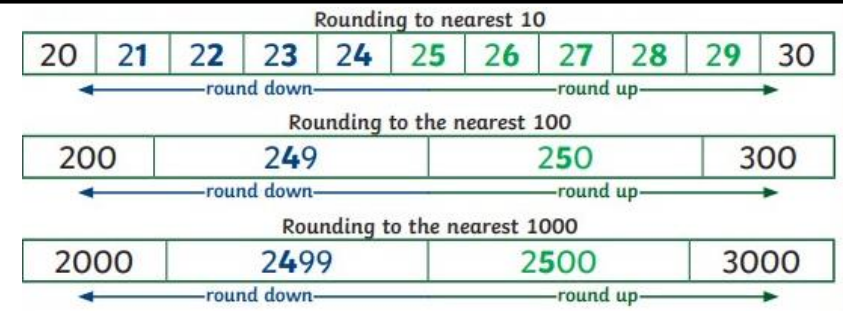 Rounding to nearest 10
20 21 22 23 24 25 26 27 28 29 30
round down round up
Rounding to the nearest 100
200 249 250 300
round down round up
Rounding to the nearest 1000
2000 2499 2500 3000
round down round up